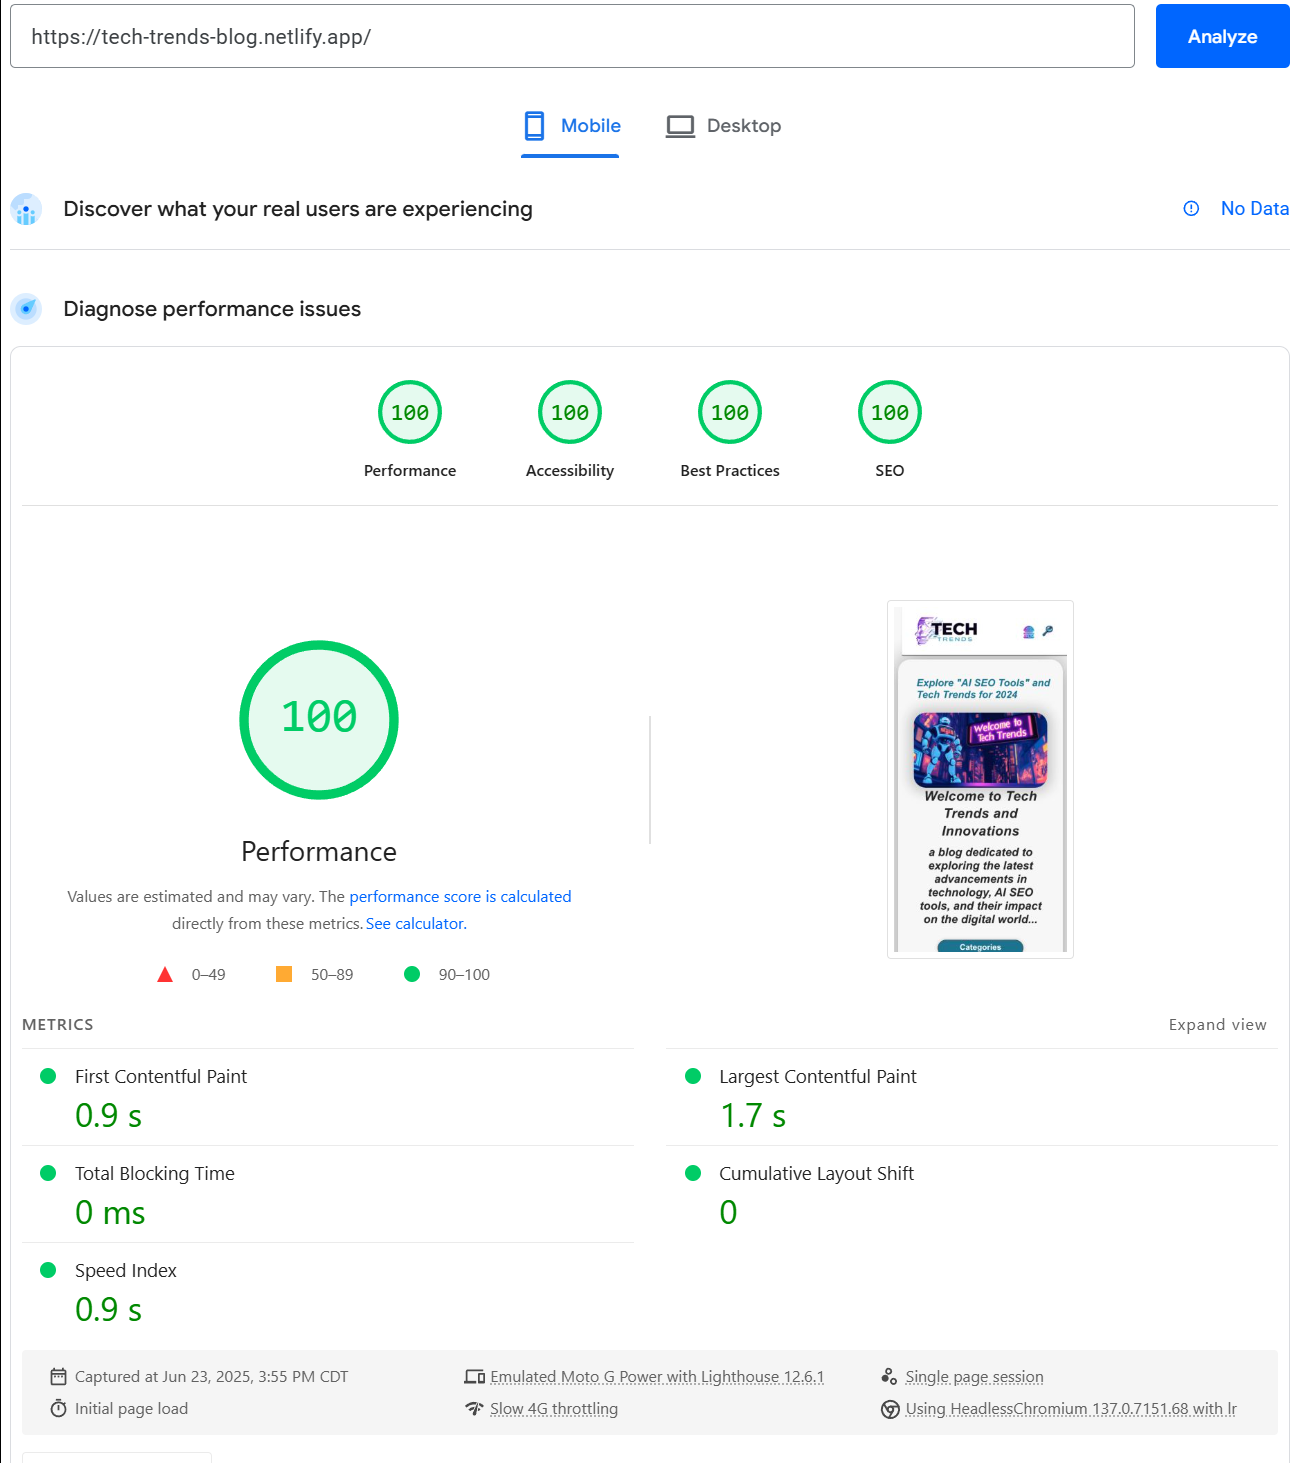 https://tech-trends-blog.netlify.app/
Analyze
Mobile
Desktop
Discover what your real users are experiencing
No Data
Diagnose performance issues
100
100
100
100
Performance
Accessibility
Best Practices
SEO
100
Performance
Values are estimated and may vary. The performance score is calculated
directly from these metrics. See calculator.
0–49
50–89
90–100
TECH
TRENDS
Explore "AI SEO Tools" and
Tech Trends for 2024
Welcome to
Tech Trends
Welcome to Tech
Trends and
Innovations
a blog dedicated to
exploring the latest
advancements in
technology, AI SEO
tools, and their impact
on the digital world...
Categories
METRICS
Expand view
First Contentful Paint
0.9 s
Largest Contentful Paint
1.7 s
Total Blocking Time
0 ms
Cumulative Layout Shift
0
Speed Index
0.9 s
Captured at Jun 23, 2025, 3:55 PM CDT
Emulated Moto G Power with Lighthouse 12.6.1
Single page session
Initial page load
Slow 4G throttling
Using HeadlessChromium 137.0.7151.68 with lr